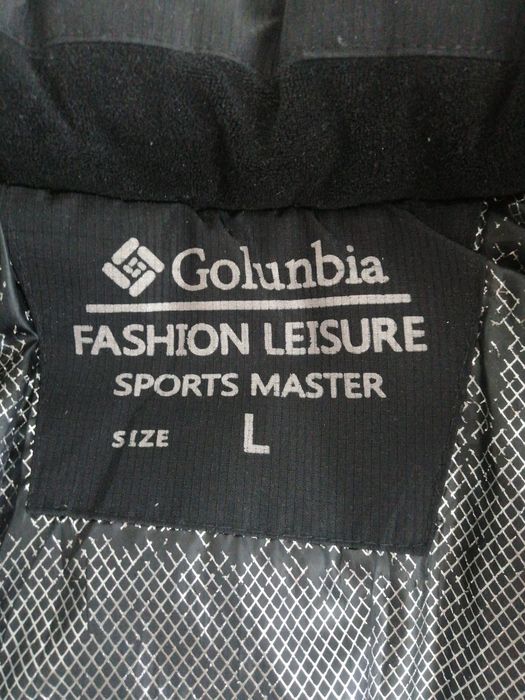 Golunbia
FASHION LEISURE
SPORTS MASTER
SIZE L